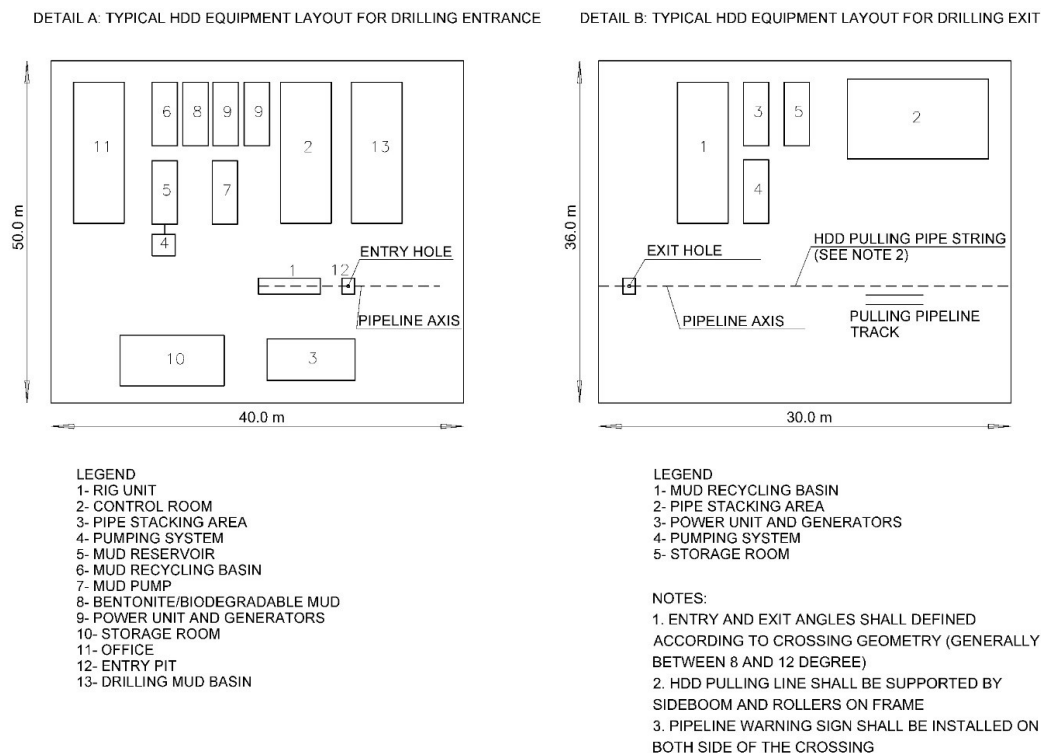 DETAIL A: TYPICAL HDD EQUIPMENT LAYOUT FOR DRILLING ENTRANCE
11
6
8
9
9
2
13
5
7
4
1
12
ENTRY HOLE
PIPELINE AXIS
10
3
50.0 m
40.0 m
LEGEND
1- RIG UNIT
2- CONTROL ROOM
3- PIPE STACKING AREA
4- PUMPING SYSTEM
5- MUD RESERVOIR
6- MUD RECYCLING BASIN
7- MUD PUMP
8- BENTONITE/BIODEGRADABLE MUD
9- POWER UNIT AND GENERATORS
10- STORAGE ROOM
11- OFFICE
12- ENTRY PIT
13- DRILLING MUD BASIN
DETAIL B: TYPICAL HDD EQUIPMENT LAYOUT FOR DRILLING EXIT
1
3
5
2
4
EXIT HOLE
HDD PULLING PIPE STRING
(SEE NOTE 2)
PIPELINE AXIS
PULLING PIPELINE
TRACK
36.0 m
30.0 m
LEGEND
1- MUD RECYCLING BASIN
2- PIPE STACKING AREA
3- POWER UNIT AND GENERATORS
4- PUMPING SYSTEM
5- STORAGE ROOM
NOTES:
1. ENTRY AND EXIT ANGLES SHALL DEFINED
ACCORDING TO CROSSING GEOMETRY (GENERALLY
BETWEEN 8 AND 12 DEGREE)
2. HDD PULLING LINE SHALL BE SUPPORTED BY
SIDEBOOM AND ROLLERS ON FRAME
3. PIPELINE WARNING SIGN SHALL BE INSTALLED ON
BOTH SIDE OF THE CROSSING